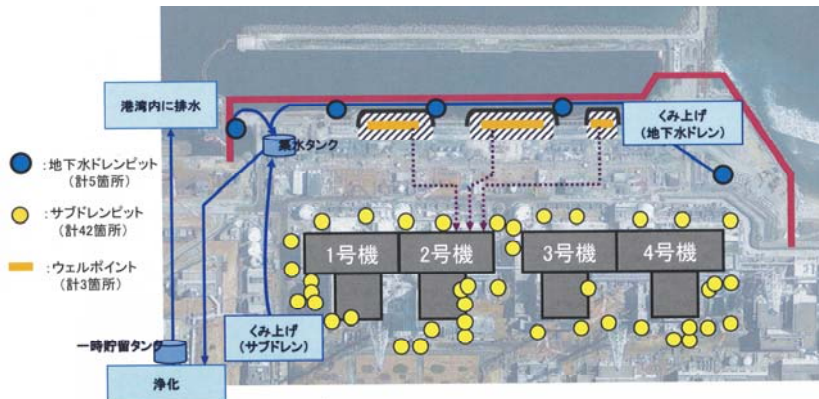 港湾内に排水
集水タンク
くみ上げ
(地下水ドレン)
:地下水ドレンピット
(計5箇所)
:サブドレンピット
(計42箇所)
:ウェルポイント
(計3箇所)
1号機
2号機
3号機
4号機
くみ上げ
(サブドレン)
一時貯留タンク
浄化